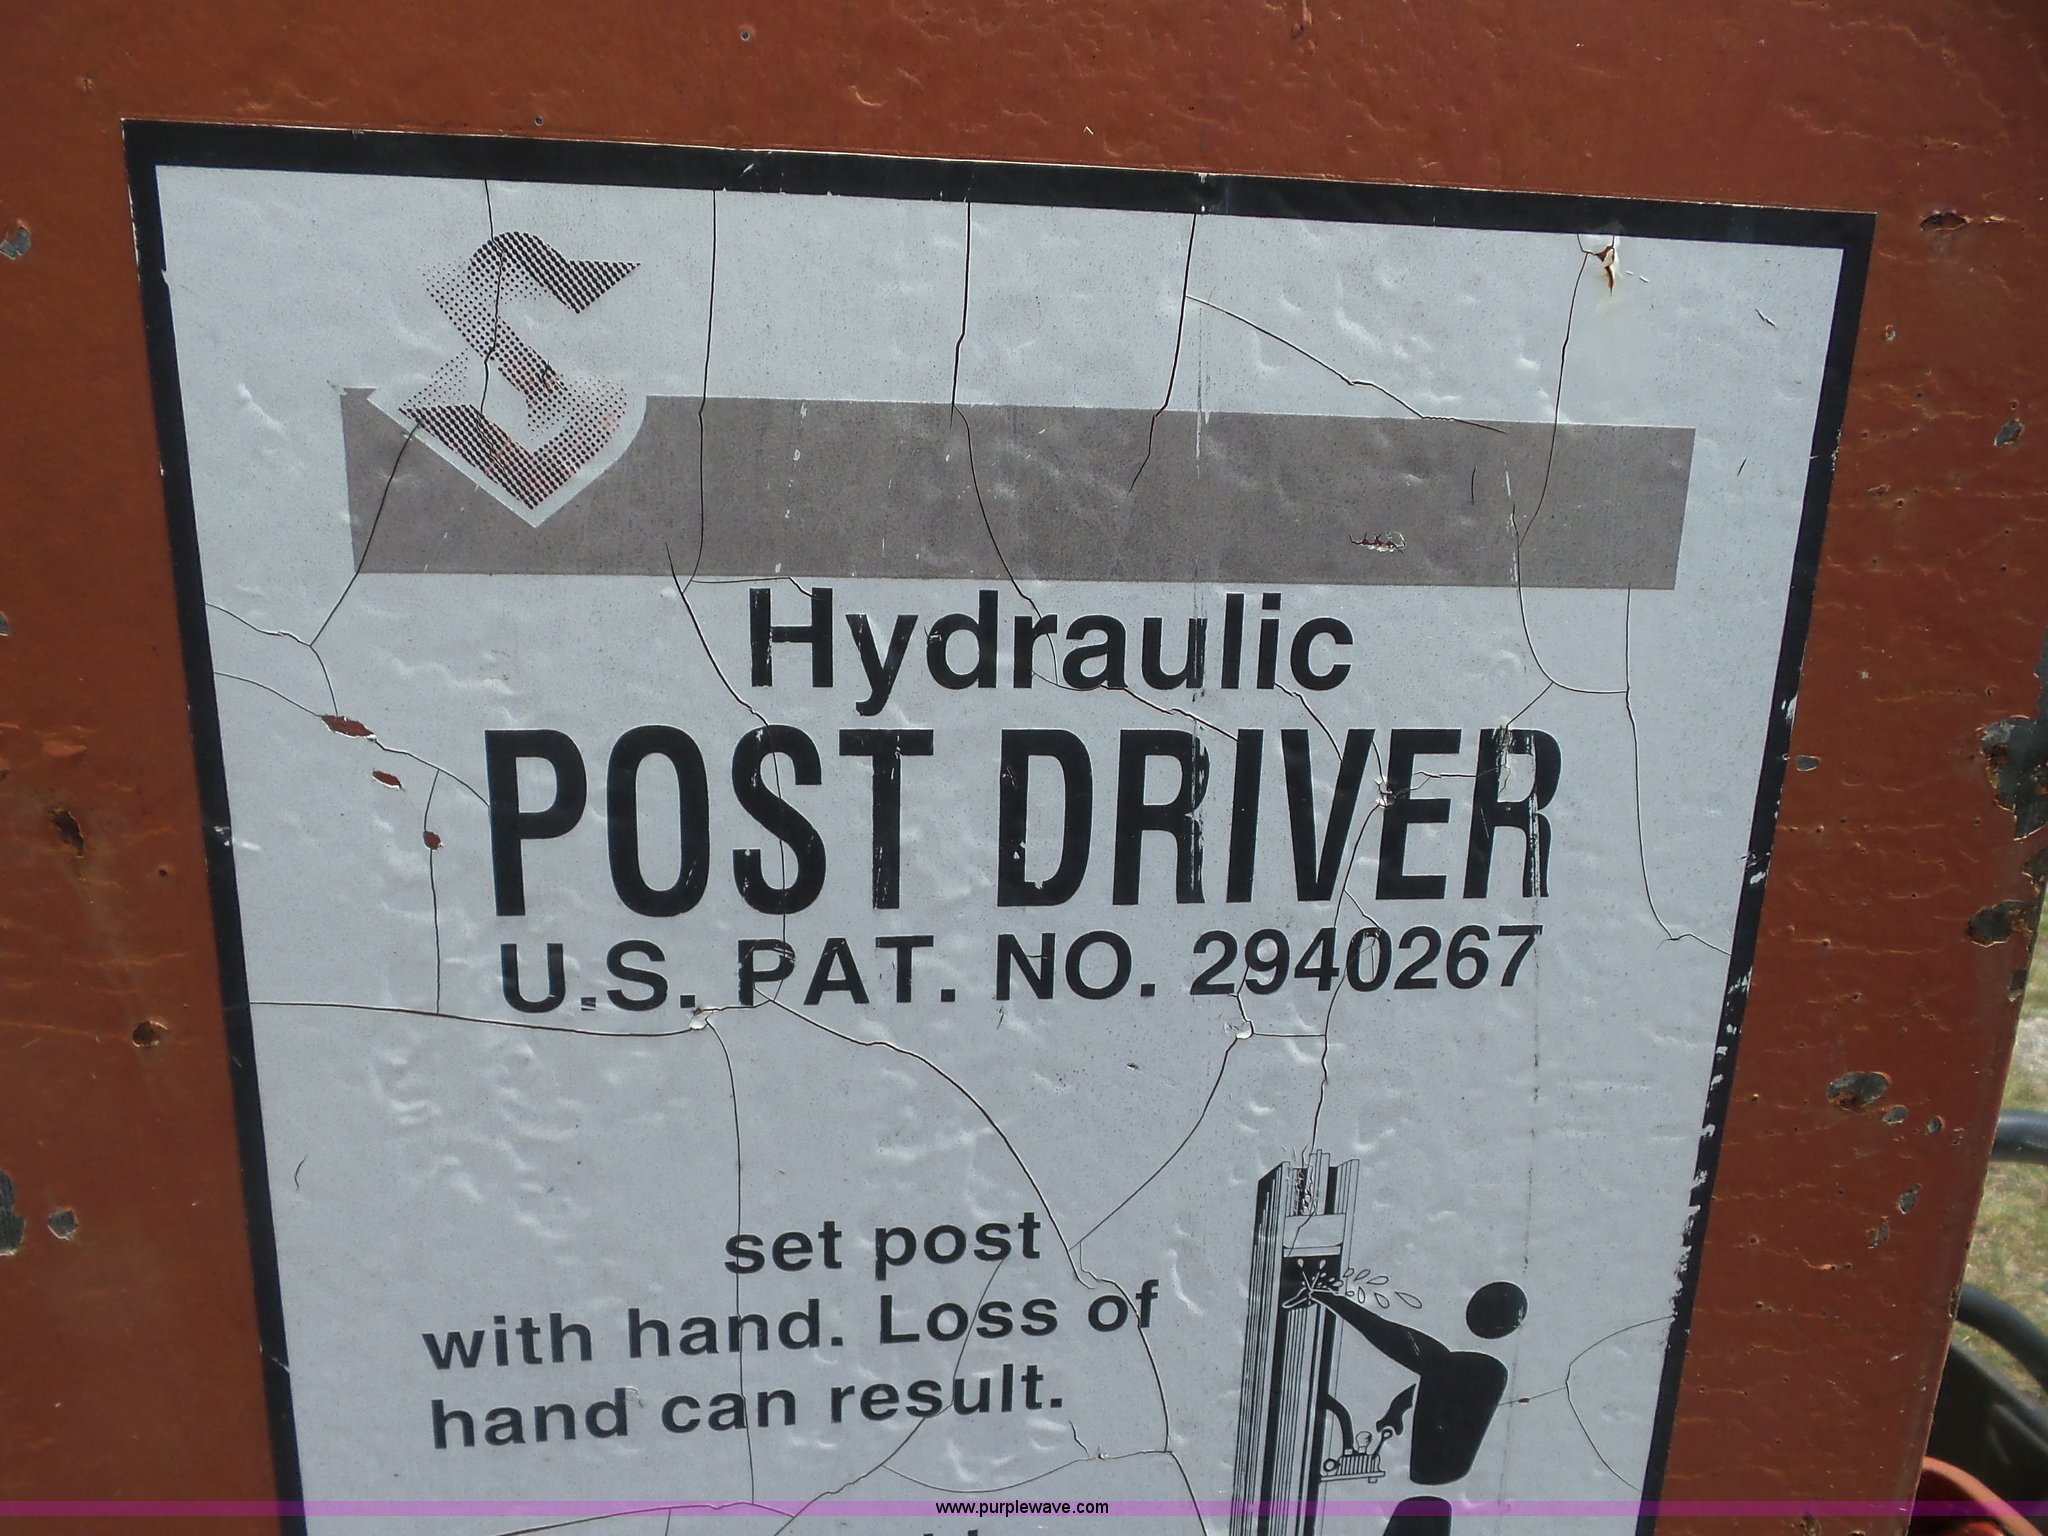 Hydraulic
POST DRIVER
U.S. PAT. NO. 2940267
set post
with hand. Loss of
hand can result.
www.purplewave.com